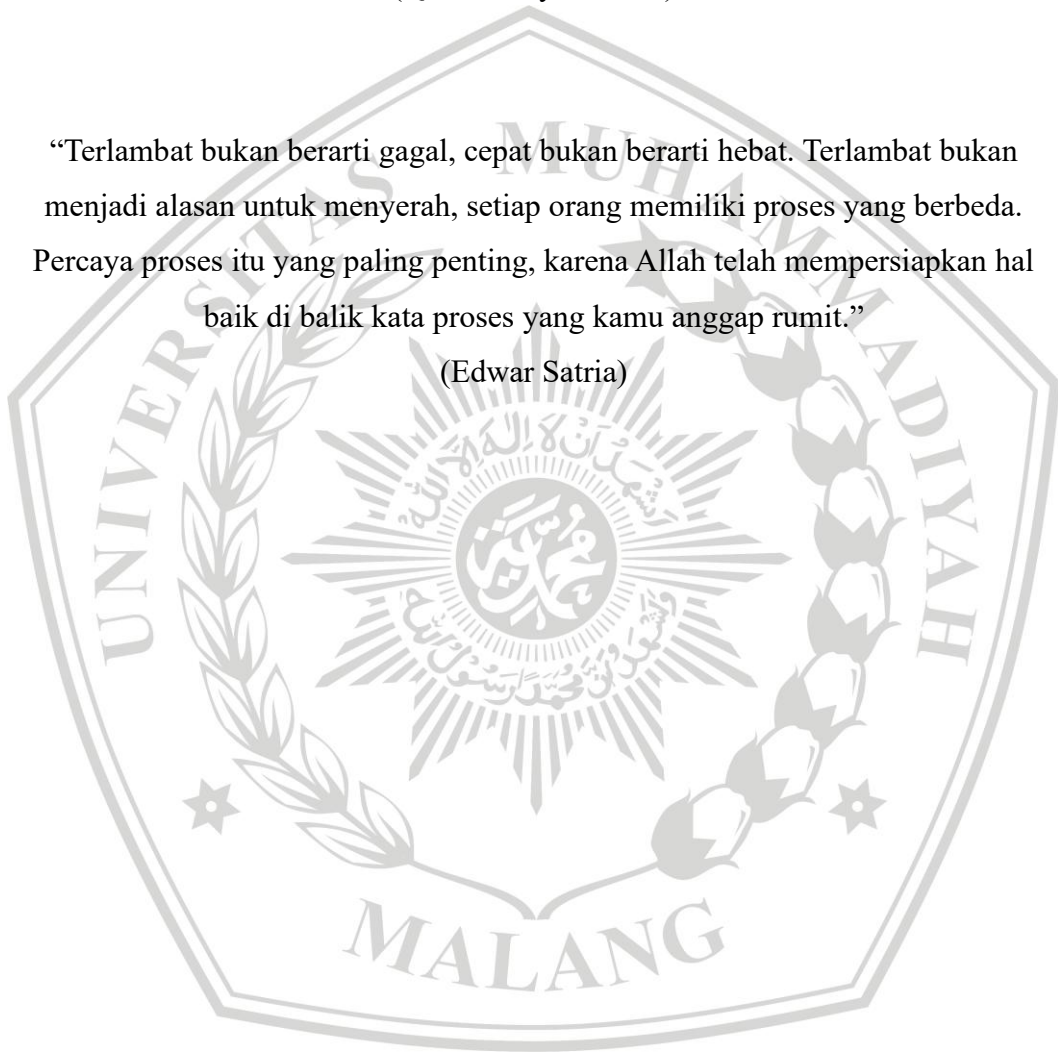 “Terlambat bukan berarti gagal, cepat bukan berarti hebat. Terlambat bukan
menjadi alasan untuk menyerah, setiap orang memiliki proses yang berbeda.
Percaya proses itu yang paling penting, karena Allah telah mempersiapkan hal
baik di balik kata proses yang kamu anggap rumit.”
(Edwar Satria)
UNIVERSITAS MUHAMMADIYAH
MALANG